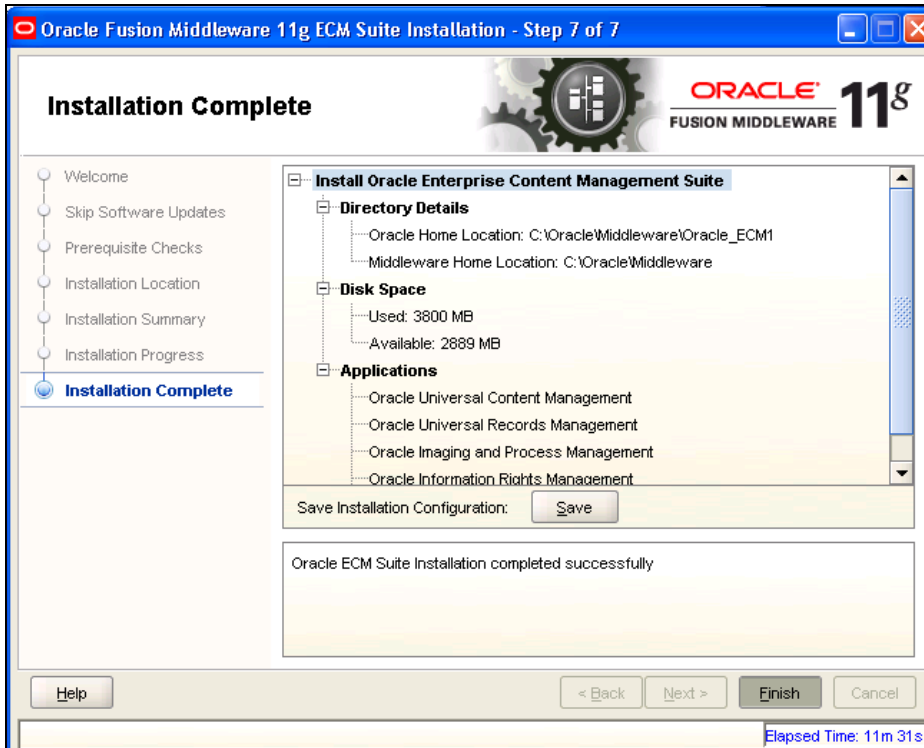 Oracle Fusion Middleware 11g ECM Suite Installation - Step 7 of 7
Installation Complete
ORACLE® 11g
FUSION MIDDLEWARE
Welcome
Skip Software Updates
Prerequisite Checks
Installation Location
Installation Summary
Installation Progress
Installation Complete
Install Oracle Enterprise Content Management Suite
Directory Details
Oracle Home Location: C:\Oracle\Middleware\Oracle_ECM1
Middleware Home Location: C:\Oracle\Middleware
Disk Space
Used: 3800 MB
Available: 2889 MB
Applications
Oracle Universal Content Management
Oracle Universal Records Management
Oracle Imaging and Process Management
Oracle Information Rights Management
Save Installation Configuration: Save
Oracle ECM Suite Installation completed successfully
Help < Back Next > Finish Cancel
Elapsed Time: 11m 31s